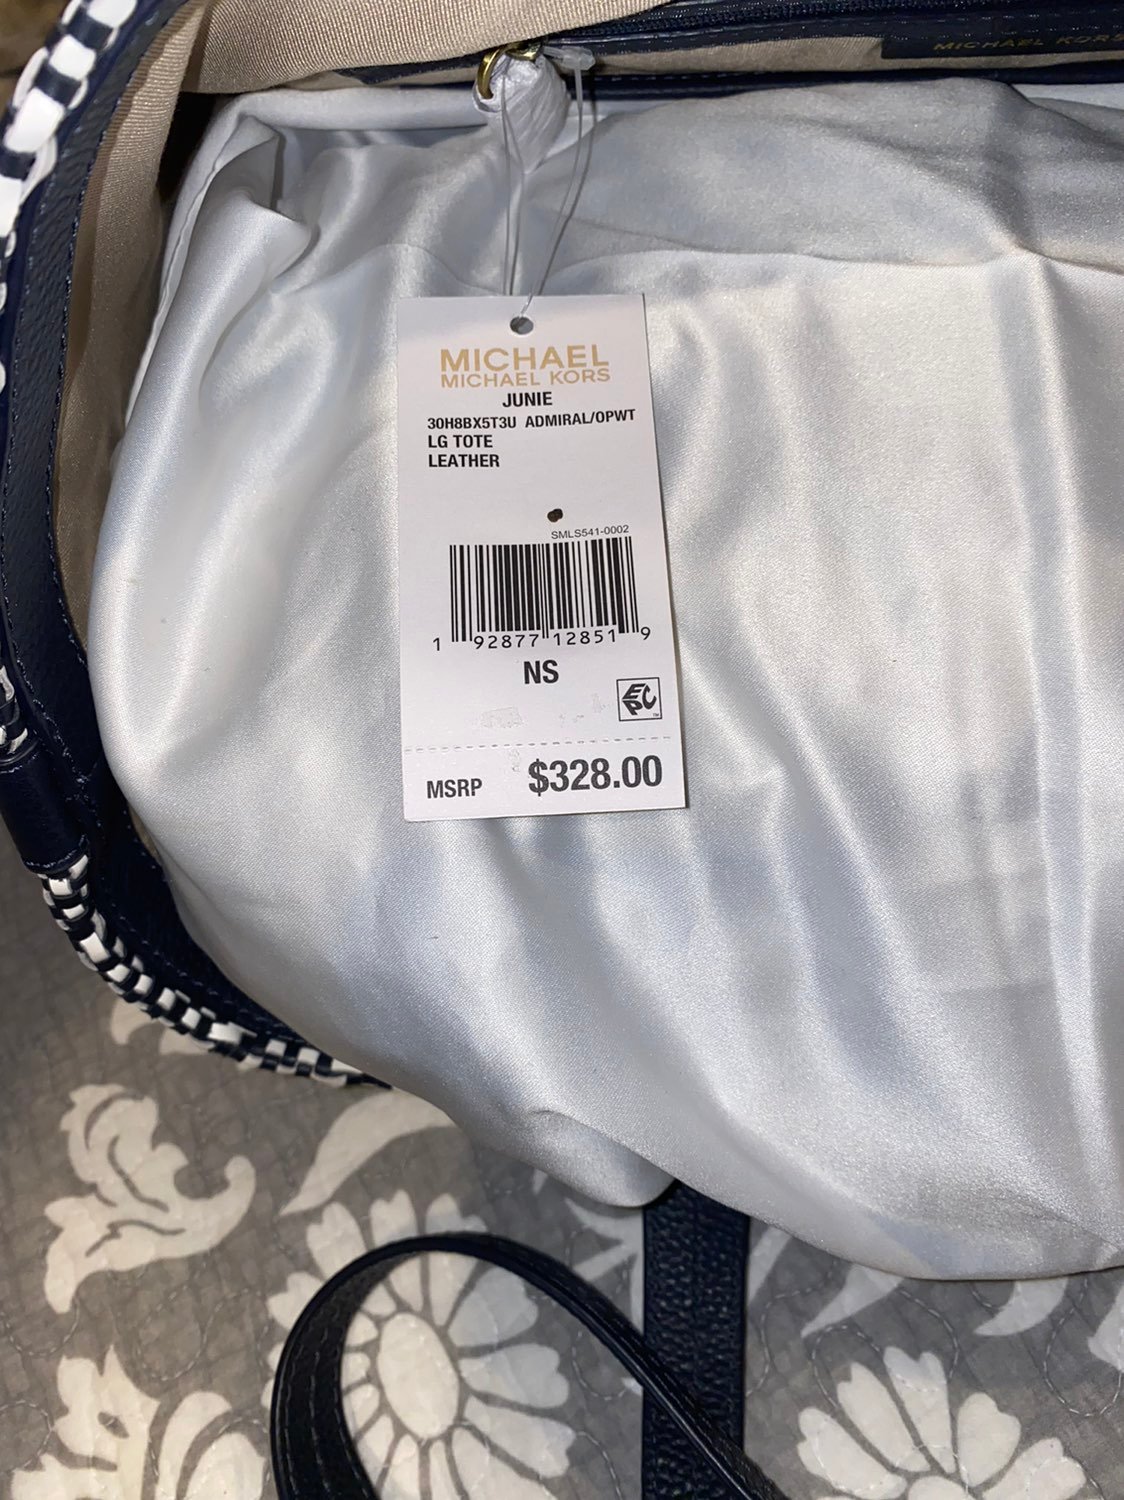 MICHAEL KORS
MICHAEL
MICHAEL KORS
JUNIE
30H8BX5T3U ADMIRAL/OPWT
LG TOTE
LEATHER
SMLS541-0002
1 92877 12851 9
NS
EPC
TM
MSRP $328.00